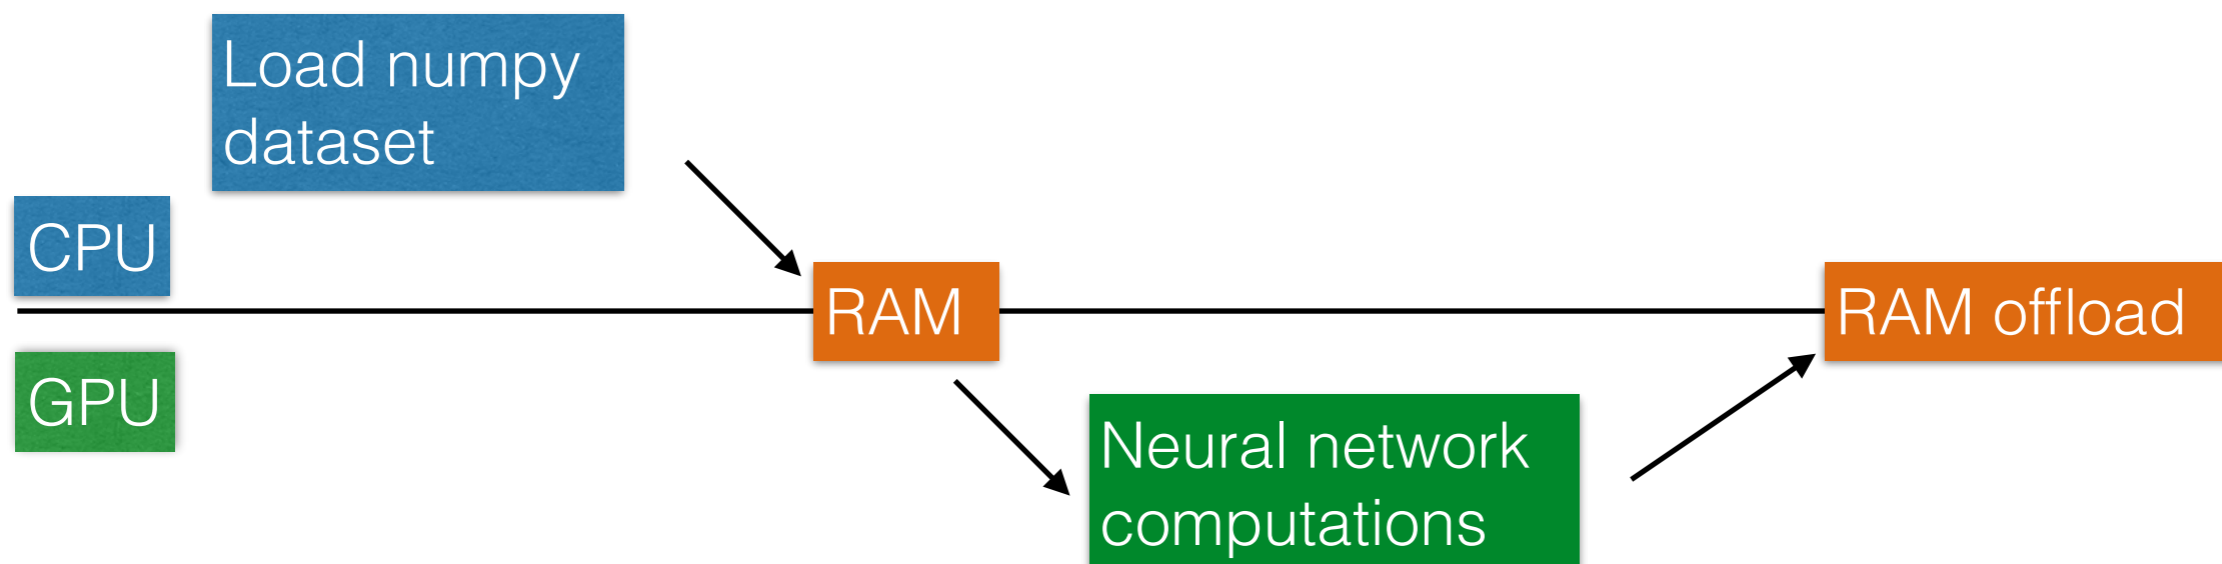 Load numpy
dataset
CPU
RAM
RAM offload
GPU
Neural network
computations